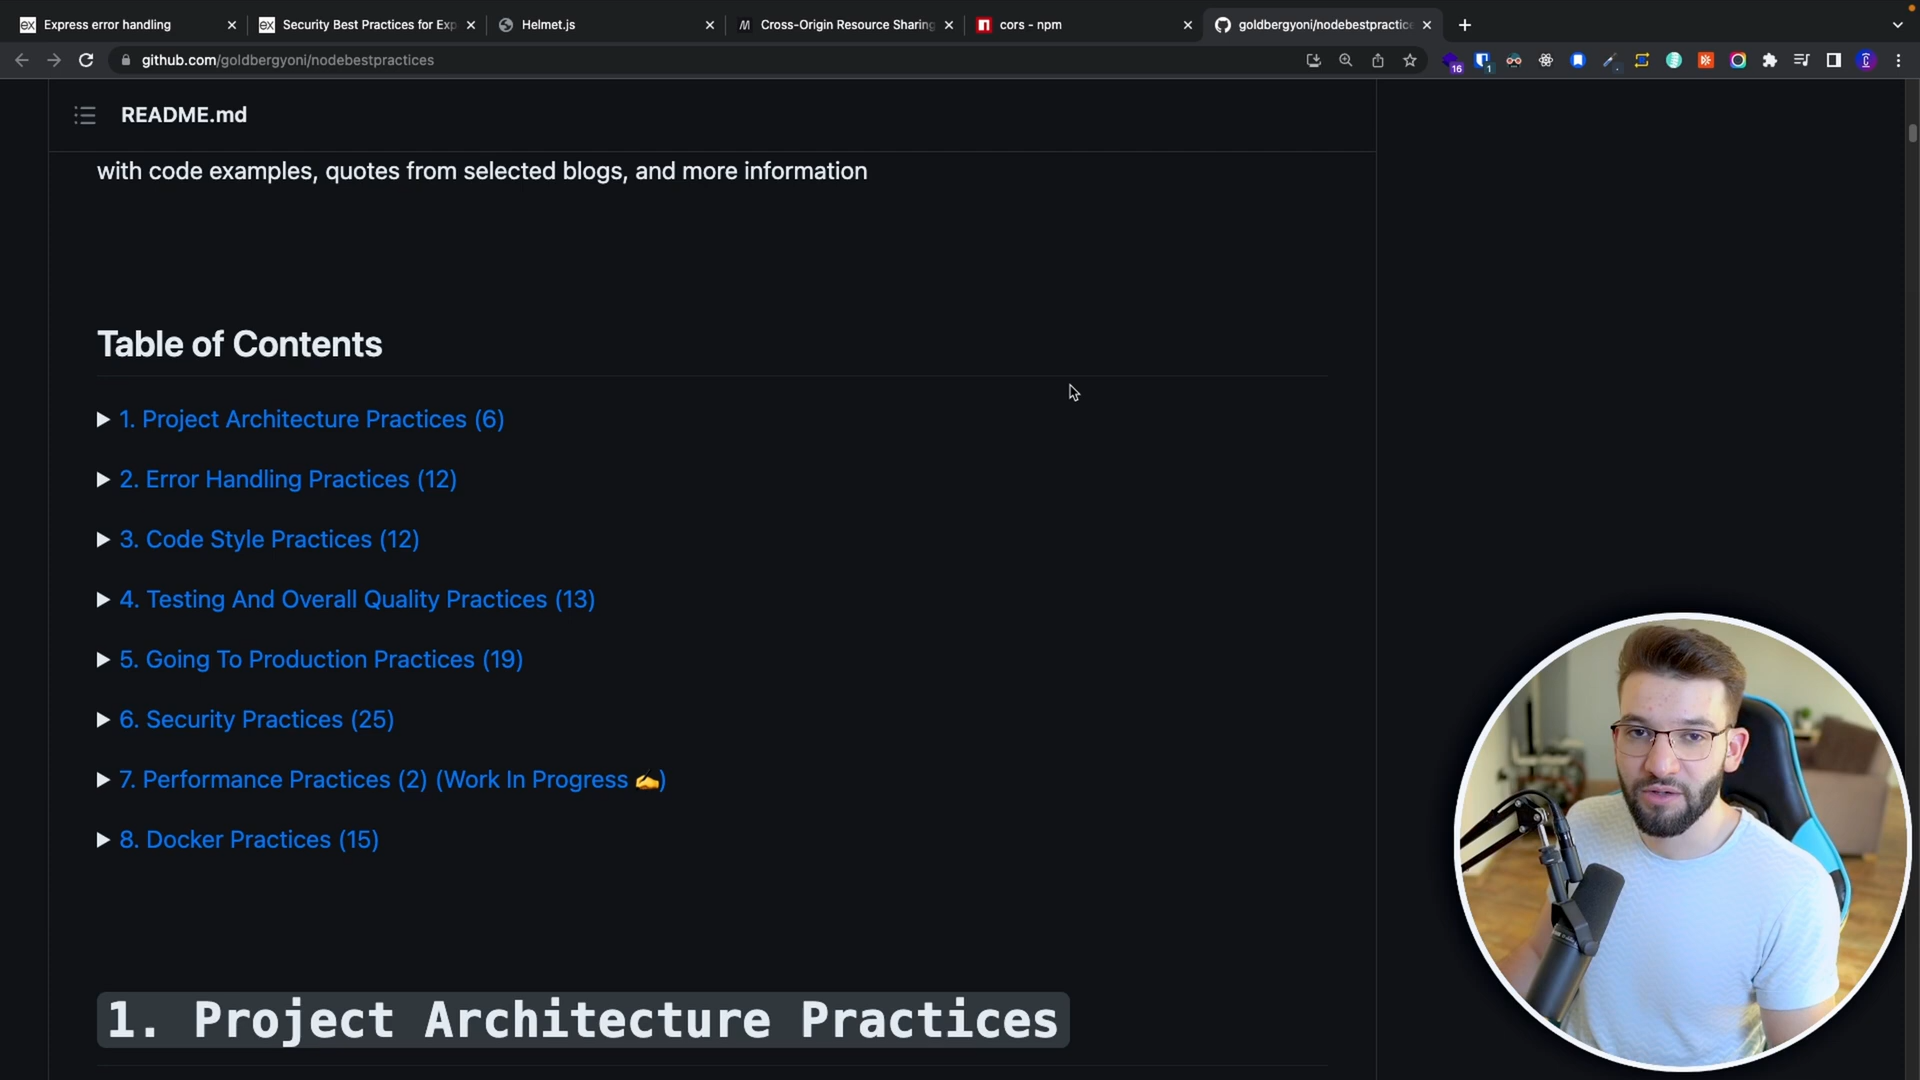 Express error handling
Security Best Practices for Exp
Helmet.js
Cross-Origin Resource Sharing
cors - npm
goldbergyoni/nodebestpractice
github.com/goldbergyoni/nodebestpractices
16
1
README.md
with code examples, quotes from selected blogs, and more information
Table of Contents
1. Project Architecture Practices (6)
2. Error Handling Practices (12)
3. Code Style Practices (12)
4. Testing And Overall Quality Practices (13)
5. Going To Production Practices (19)
6. Security Practices (25)
7. Performance Practices (2) (Work In Progress ✍️)
8. Docker Practices (15)
1. Project Architecture Practices